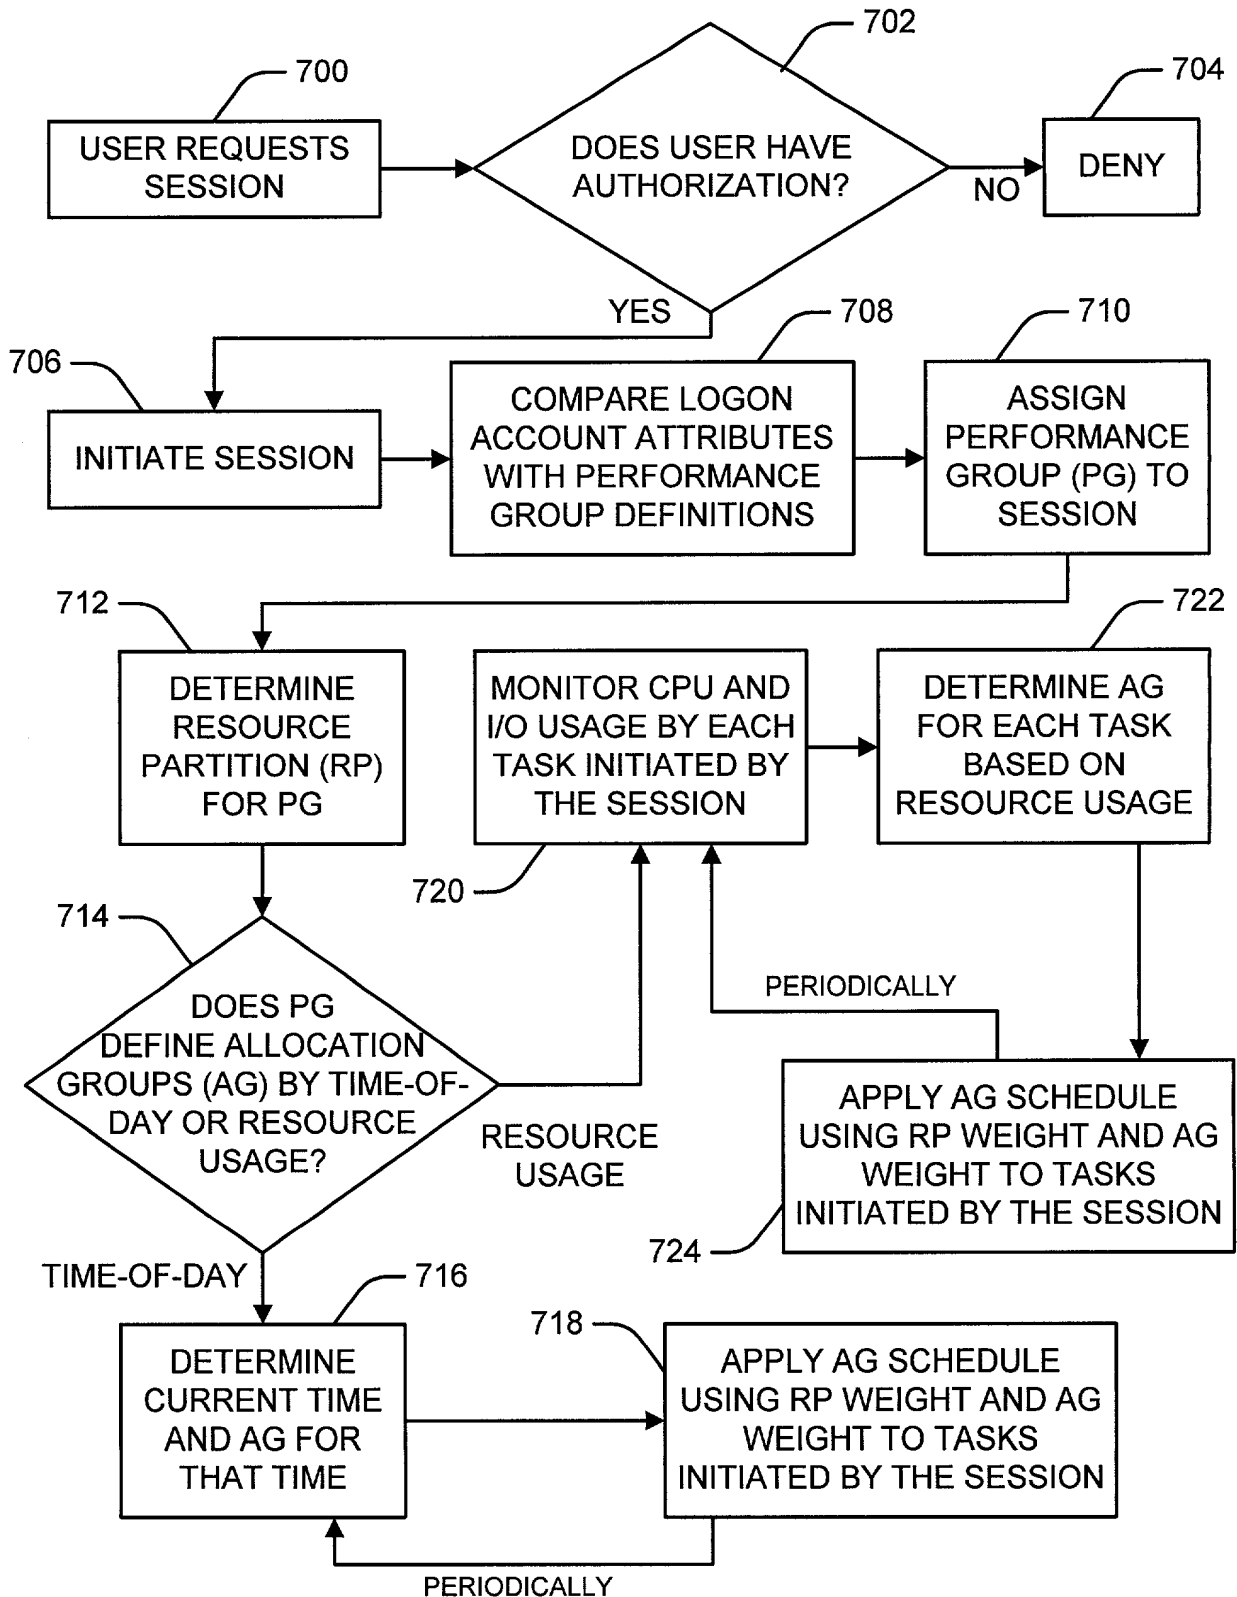 700
USER REQUESTS
SESSION
702
DOES USER HAVE
AUTHORIZATION?
704
DENY
NO
YES
706
INITIATE SESSION
708
COMPARE LOGON
ACCOUNT ATTRIBUTES
WITH PERFORMANCE
GROUP DEFINITIONS
710
ASSIGN
PERFORMANCE
GROUP (PG) TO
SESSION
712
DETERMINE
RESOURCE
PARTITION (RP)
FOR PG
MONITOR CPU AND
I/O USAGE BY EACH
TASK INITIATED BY
THE SESSION
720
722
DETERMINE AG
FOR EACH TASK
BASED ON
RESOURCE USAGE
714
DOES PG
DEFINE ALLOCATION
GROUPS (AG) BY TIME-OF-
DAY OR RESOURCE
USAGE?
RESOURCE
USAGE
PERIODICALLY
APPLY AG SCHEDULE
USING RP WEIGHT AND AG
WEIGHT TO TASKS
INITIATED BY THE SESSION
724
TIME-OF-DAY
716
DETERMINE
CURRENT TIME
AND AG FOR
THAT TIME
718
APPLY AG SCHEDULE
USING RP WEIGHT AND AG
WEIGHT TO TASKS
INITIATED BY THE SESSION
PERIODICALLY